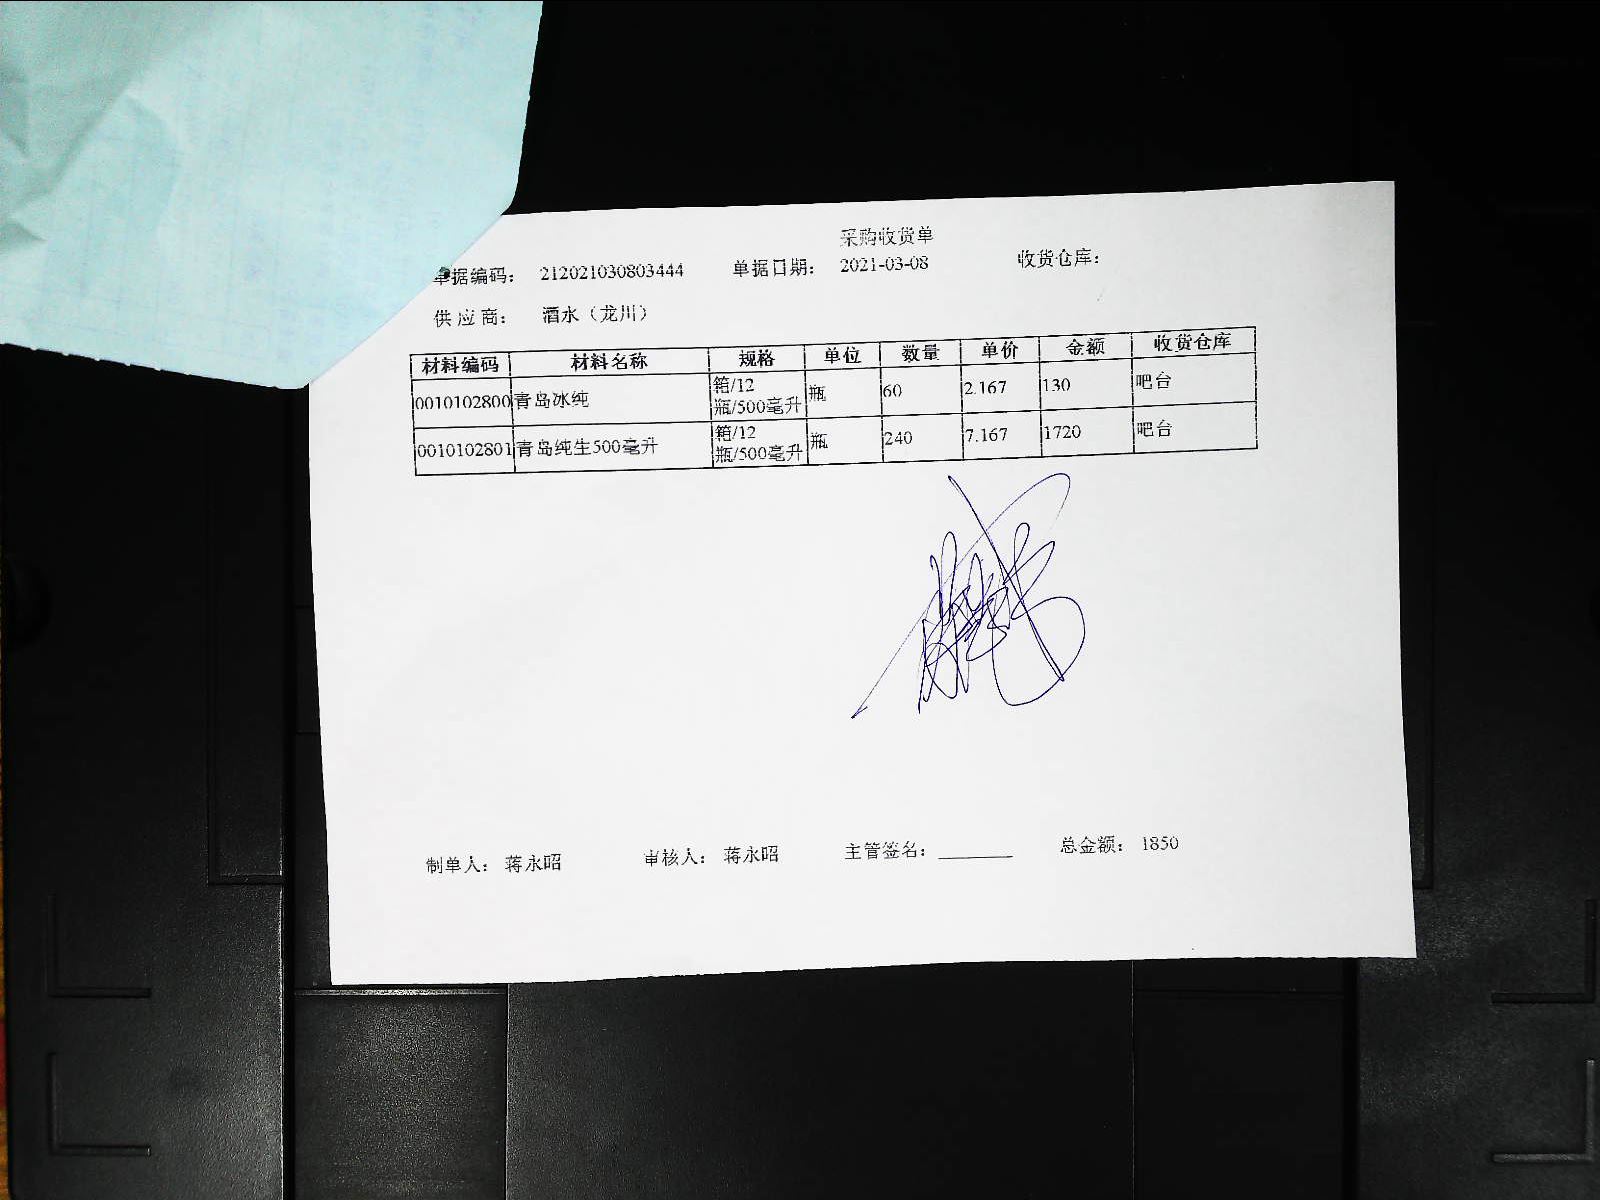 采购收货单
单据编码： 212021030803444 单据日期： 2021-03-08 收货仓库：
供 应 商： 酒水（龙川）
材料编码 材料名称 规格 单位 数量 单价 金额 收货仓库
0010102800 青岛冰纯 箱/12瓶/500毫升 瓶 60 2.167 130 吧台
0010102801 青岛纯生500毫升 箱/12瓶/500毫升 瓶 240 7.167 1720 吧台
制单人： 蒋永昭 审核人： 蒋永昭 主管签名： ________ 总金额： 1850